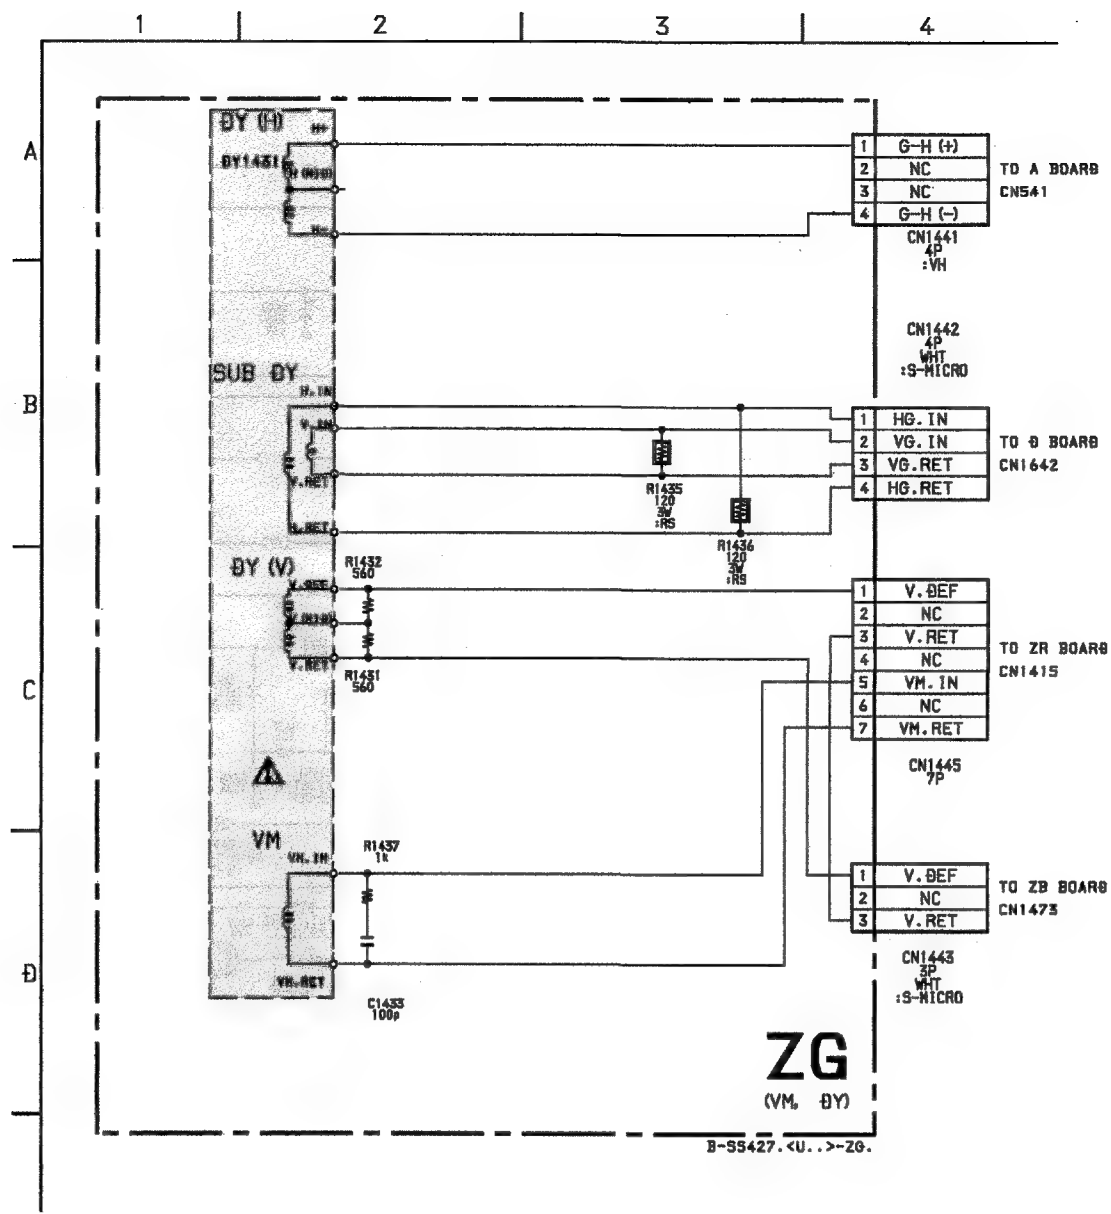 1 2 3 4
A
B
C
D
DY (H)
H+
DY1431
H (MID)
H-
1 G-H (+)
2 NC
3 NC
4 G-H (-)
TO A BOARD
CN541
CN1441
4P
:VH
CN1442
4P
WHT
:S-MICRO
SUB DY
H.IN
V.IN
V.RET
H.RET
R1435
120
3W
:RS
R1436
120
3W
:RS
1 HG.IN
2 VG.IN
3 VG.RET
4 HG.RET
CN1642
DY (V)
R1432
560
V.RET
R1431
560
1 V.DEF
2 NC
3 V.RET
4 NC
5 VM.IN
6 NC
7 VM.RET
TO ZR BOARD
CN1415
CN1445
7P
VM
VM.IN
R1437
1k
VM.RET
C1433
100p
1 V.DEF
2 NC
3 V.RET
TO ZB BOARD
CN1473
CN1443
3P
WHT
:S-MICRO
ZG
(VM, DY)
B-SS427.<U..>-ZG.